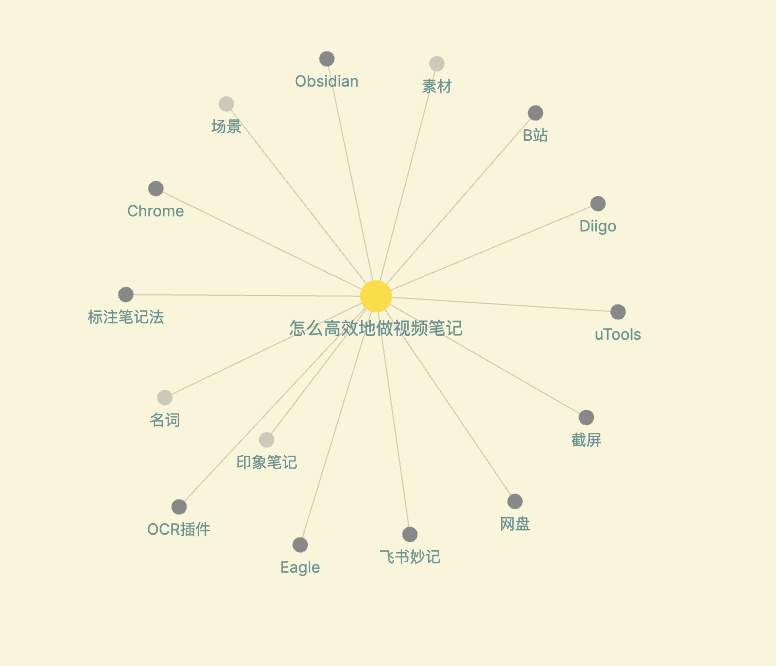 Obsidian
素材
场景
B站
Chrome
Diigo
标注笔记法
怎么高效地做视频笔记
uTools
名词
截屏
印象笔记
OCR插件
网盘
Eagle
飞书妙记